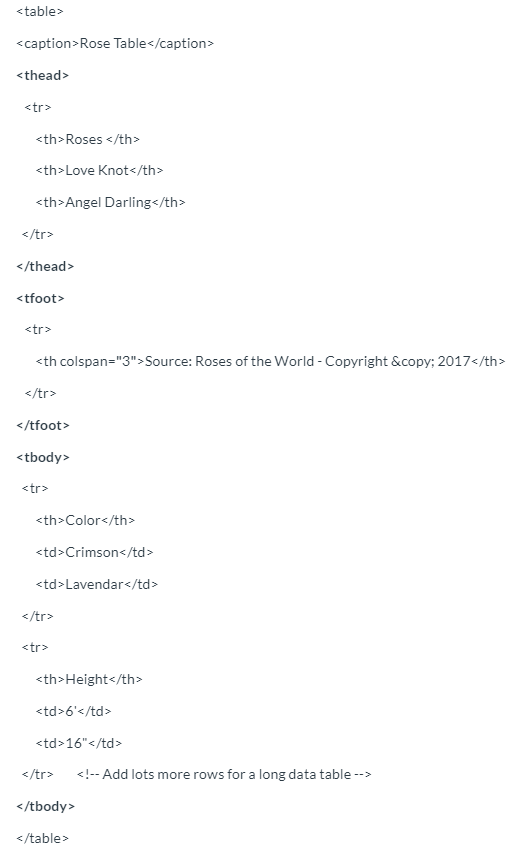 <table>
<caption>Rose Table</caption>
<thead>
<tr>
<th>Roses </th>
<th>Love Knot</th>
<th>Angel Darling</th>
</tr>
</thead>
<tfoot>
<tr>
<th colspan="3">Source: Roses of the World - Copyright &copy; 2017</th>
</tr>
</tfoot>
<tbody>
<tr>
<th>Color</th>
<td>Crimson</td>
<td>Lavendar</td>
</tr>
<tr>
<th>Height</th>
<td>6'</td>
<td>16"</td>
</tr> <!-- Add lots more rows for a long data table -->
</tbody>
</table>